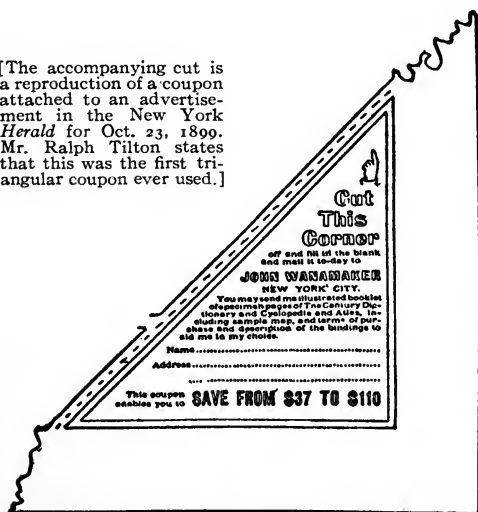 [The accompanying cut is
a reproduction of a coupon
attached to an advertise-
ment in the New York
Herald for Oct. 23, 1899.
Mr. Ralph Tilton states
that this was the first tri-
angular coupon ever used.]
Cut
This
Corner
off and fill in the blank
and mail it to-day to
JOHN WANAMAKER
NEW YORK CITY.
You may send me illustrated booklet
of specimen pages of The Century Dic-
tionary and Cyclopedia and Atlas, in-
cluding sample map, and terms of pur-
chase and description of the bindings to
aid me in my choice.
Name
Address
This coupon
enables you to SAVE FROM $37 TO $110